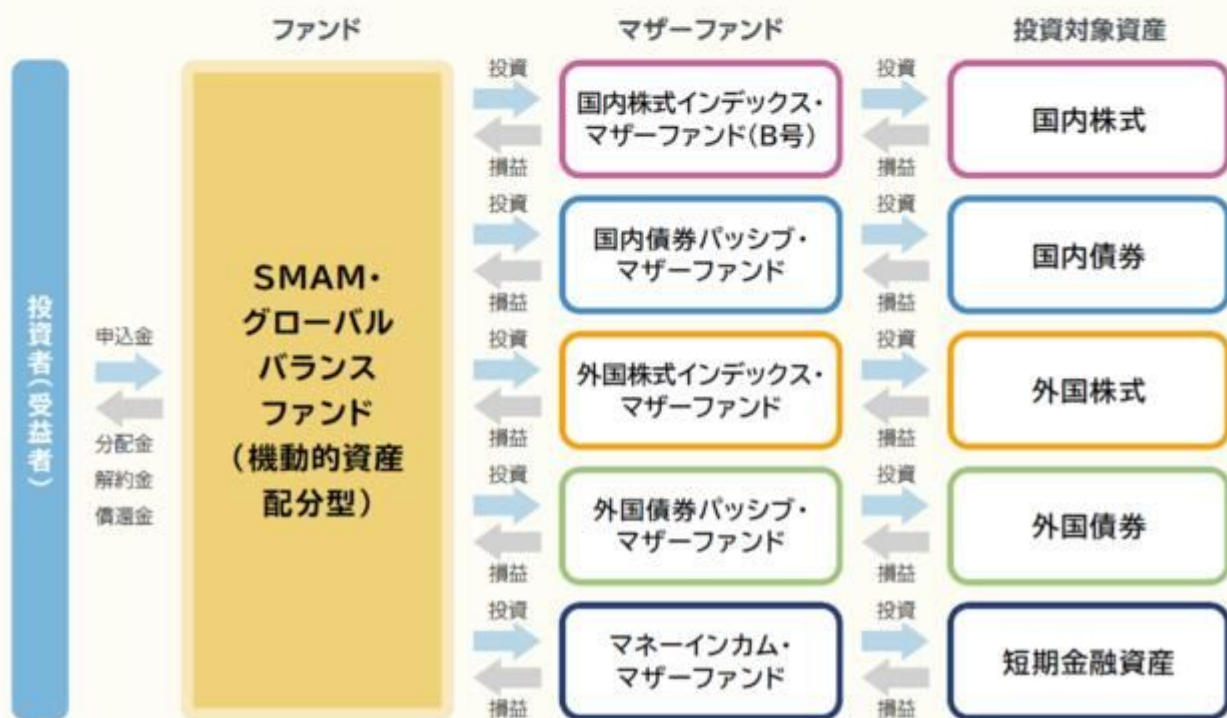 ファンド
マザーファンド
投資対象資産
投資者(受益者)
申込金
分配金
解約金
償還金
SMAM・
グローバル
バランス
ファンド
(機動的資産
配分型)
投資
損益
国内株式インデックス・
マザーファンド(B号)
投資
損益
国内株式
投資
損益
国内債券パッシブ・
マザーファンド
投資
損益
国内債券
投資
損益
外国株式インデックス・
マザーファンド
投資
損益
外国株式
投資
損益
外国債券パッシブ・
マザーファンド
投資
損益
外国債券
投資
損益
マネーインカム・
マザーファンド
投資
損益
短期金融資産